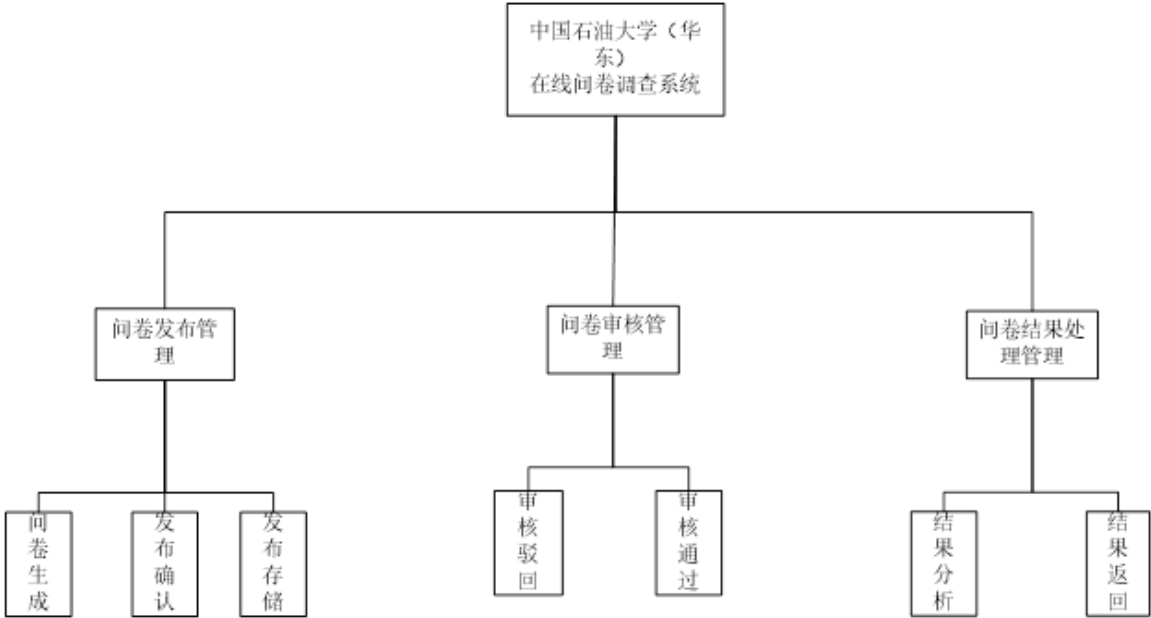 中国石油大学（华
东）
在线问卷调查系统
问卷发布管
理
问卷审核管
理
问卷结果处
理管理
问卷生成
发布确认
发布存储
审核驳回
审核通过
结果分析
结果返回